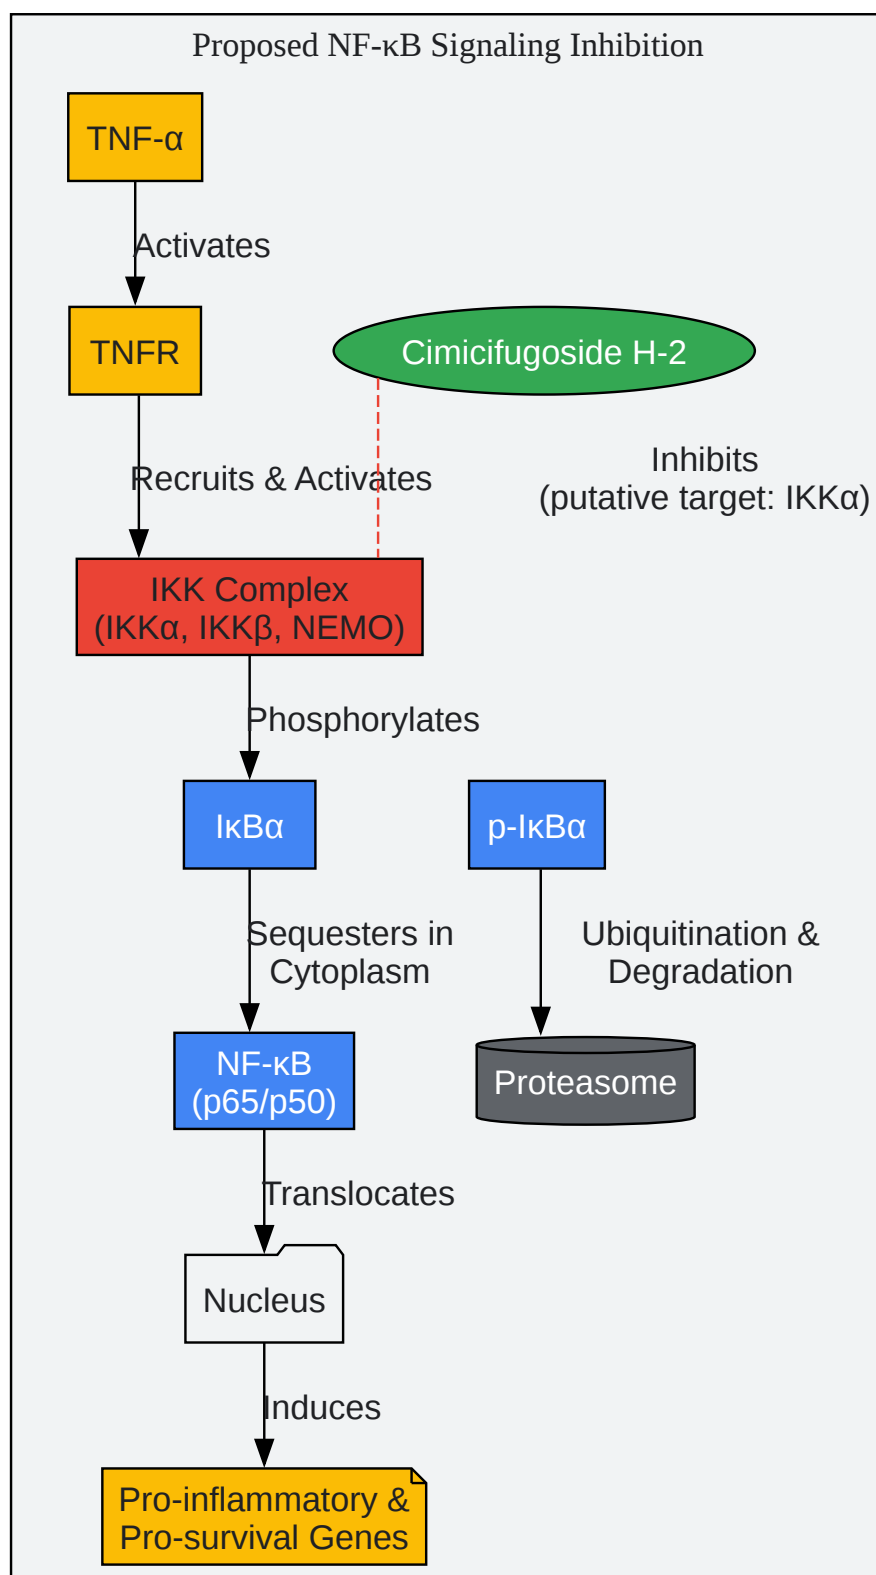 Proposed NF-κB Signaling Inhibition
TNF-α
Activates
TNFR
Cimicifugoside H-2
Recruits & Activates
Inhibits
(putative target: IKKα)
IKK Complex
(IKKα, IKKβ, NEMO)
Phosphorylates
IκBα
p-IκBα
Sequesters in
Cytoplasm
Ubiquitination &
Degradation
NF-κB
(p65/p50)
Proteasome
Translocates
Nucleus
Induces
Pro-inflammatory &
Pro-survival Genes